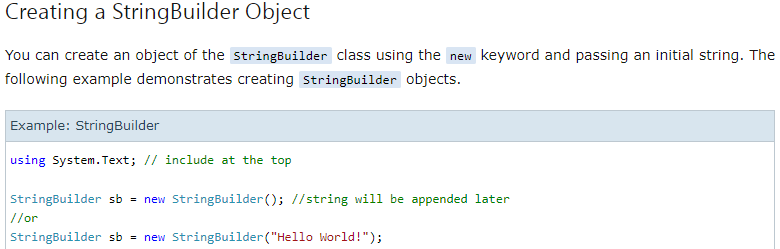 Creating a StringBuilder Object
You can create an object of the StringBuilder class using the new keyword and passing an initial string. The
following example demonstrates creating StringBuilder objects.
Example: StringBuilder
using System.Text; // include at the top
StringBuilder sb = new StringBuilder(); //string will be appended later
//or
StringBuilder sb = new StringBuilder("Hello World!");